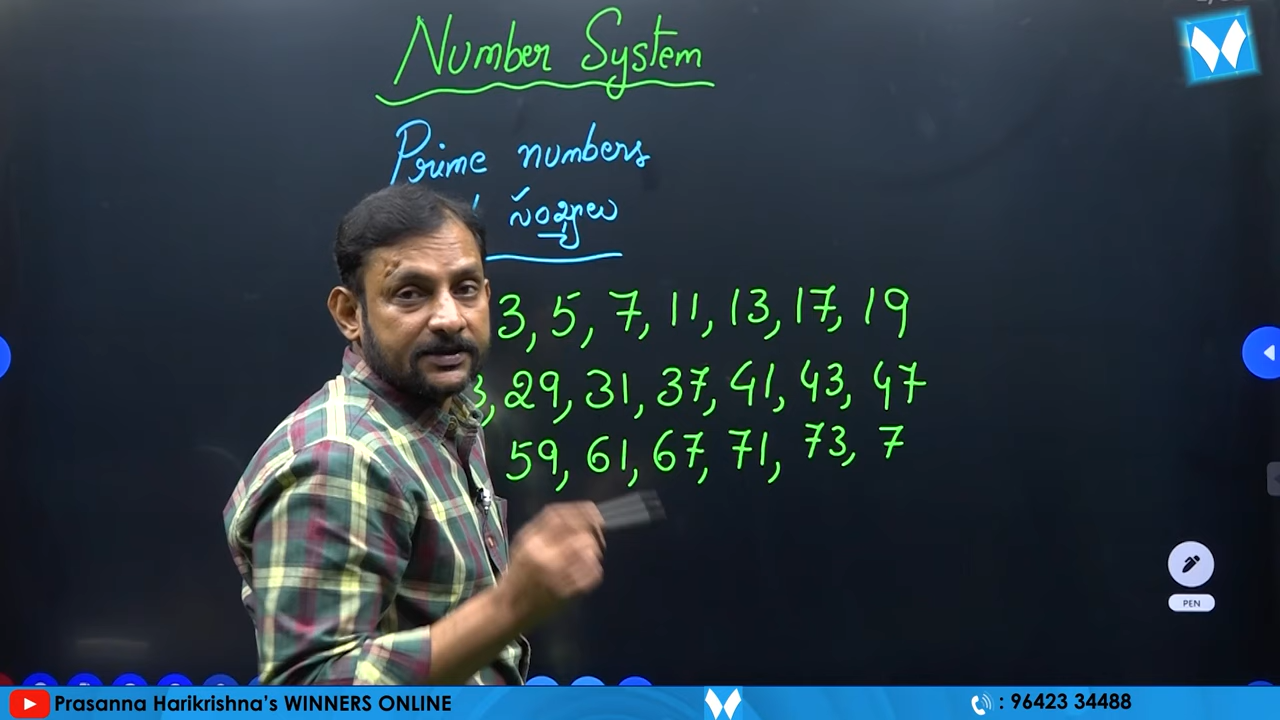 Number System
Prime numbers
సంఖ్యలు
3, 5, 7, 11, 13, 17, 19
3, 29, 31, 37, 41, 43, 47
59, 61, 67, 71, 73, 7
PEN
Prasanna Harikrishna's WINNERS ONLINE
: 96423 34488